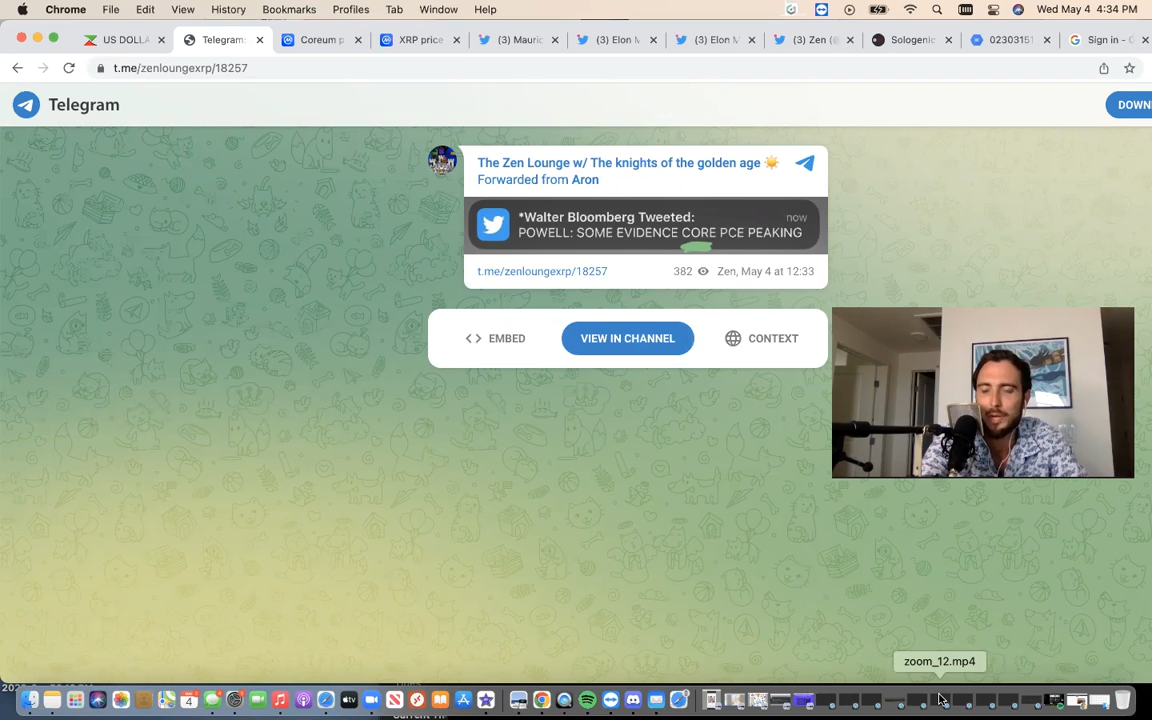 Chrome File Edit View History Bookmarks Profiles Tab Window Help Wed May 4 4:34 PM
US DOLLA Telegram: Coreum p XRP price (3) Mauric (3) Elon M (3) Elon M (3) Zen (@ Sologenic 02303151 Sign in - G
t.me/zenloungexrp/18257
Telegram
DOWN
The Zen Lounge w/ The knights of the golden age
Forwarded from Aron
*Walter Bloomberg Tweeted: now
POWELL: SOME EVIDENCE CORE PCE PEAKING
t.me/zenloungexrp/18257 382 Zen, May 4 at 12:33
EMBED VIEW IN CHANNEL CONTEXT
zoom_12.mp4